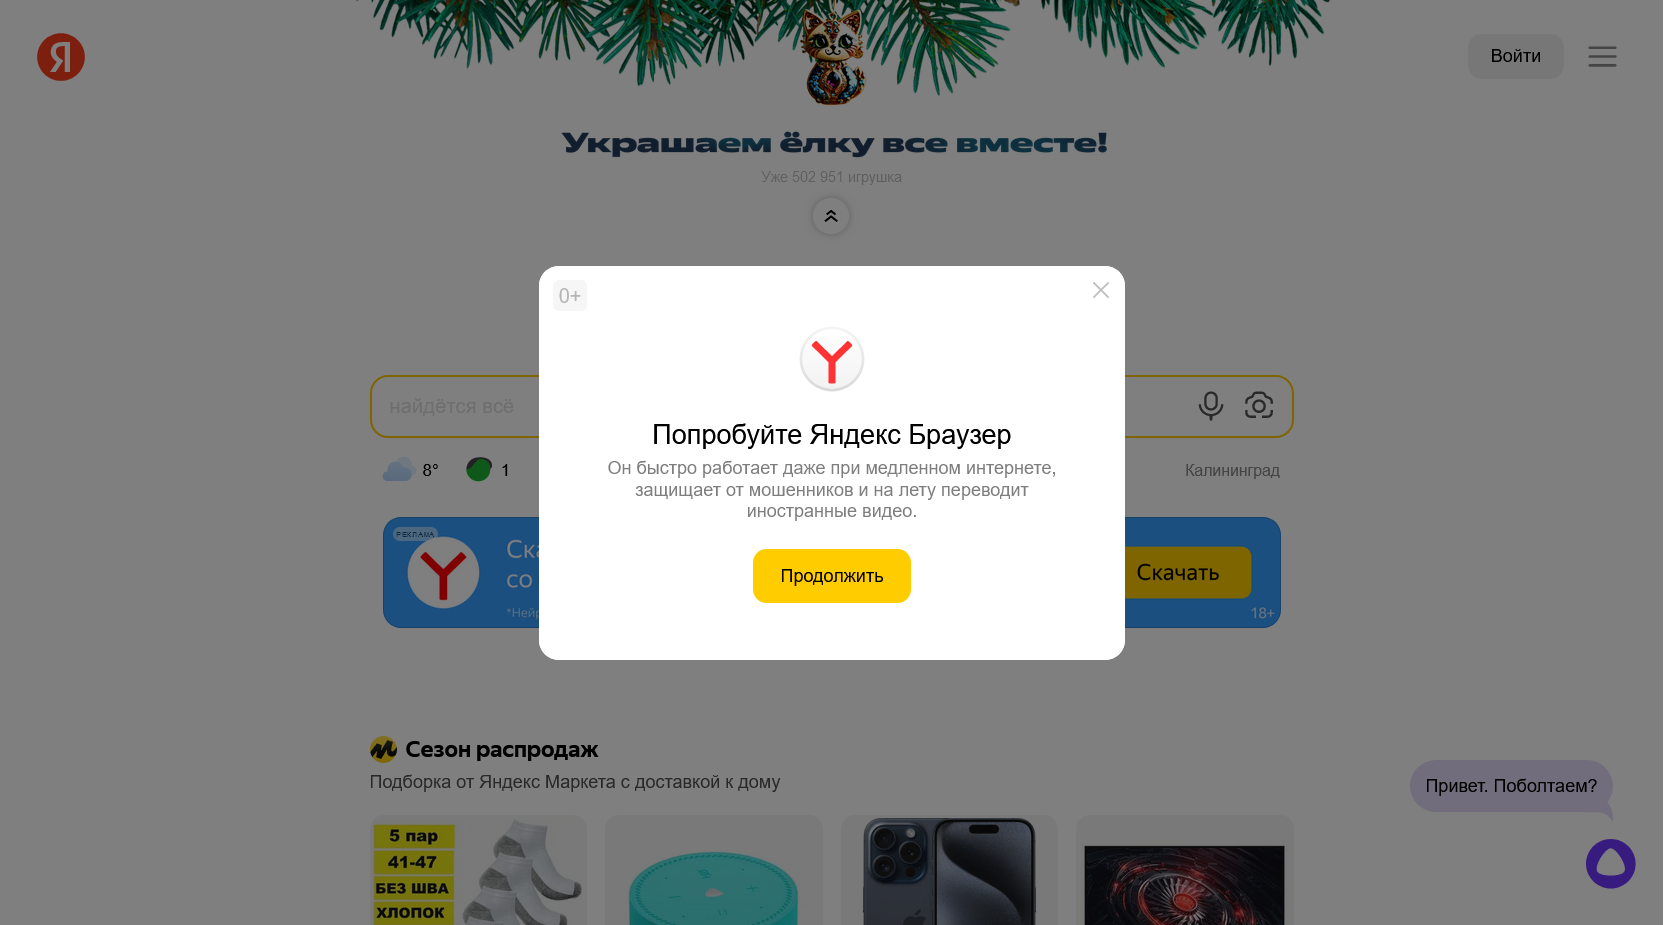 Я
Войти
Украшаем ёлку все вместе!
Уже 502 951 игрушка
0+
Y
Попробуйте Яндекс Браузер
Он быстро работает даже при медленном интернете,
защищает от мошенников и на лету переводит
иностранные видео.
Продолжить
найдётся всё
8°
1
Калининград
РЕКЛАМА
Y
Ска
со
*Нейр
Скачать
18+
Сезон распродаж
Подборка от Яндекс Маркета с доставкой к дому
Привет. Поболтаем?
5 пар
41-47
БЕЗ ШВА
ХЛОПОК